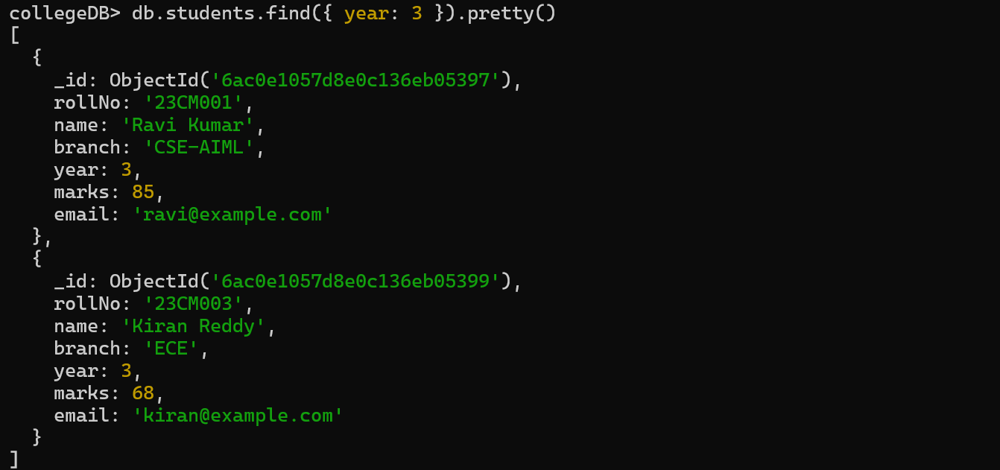 collegeDB> db.students.find({ year: 3 }).pretty()
[
  {
    _id: ObjectId('6ac0e1057d8e0c136eb05397'),
    rollNo: '23CM001',
    name: 'Ravi Kumar',
    branch: 'CSE-AIML',
    year: 3,
    marks: 85,
    email: 'ravi@example.com'
  },
  {
    _id: ObjectId('6ac0e1057d8e0c136eb05399'),
    rollNo: '23CM003',
    name: 'Kiran Reddy',
    branch: 'ECE',
    year: 3,
    marks: 68,
    email: 'kiran@example.com'
  }
]